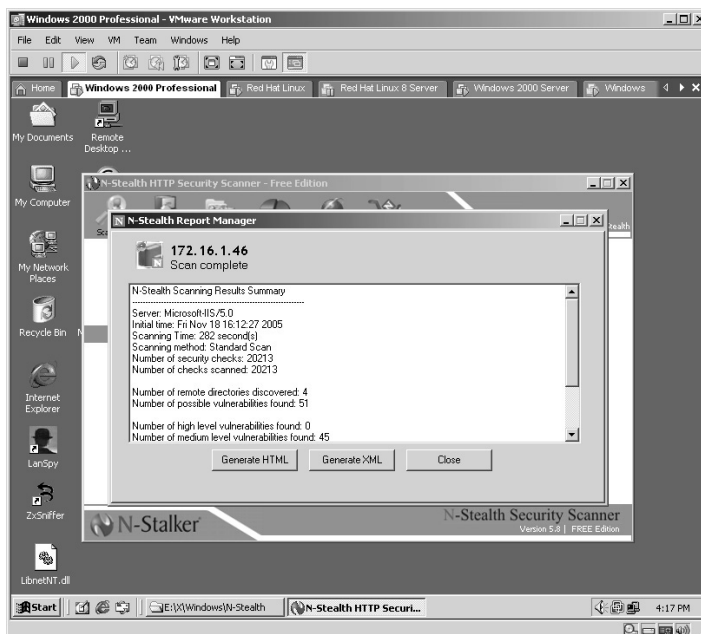 Windows 2000 Professional - VMware Workstation
File Edit View VM Team Windows Help
Home Windows 2000 Professional Red Hat Linux Red Hat Linux 8 Server Windows 2000 Server Windows
My Documents
Remote Desktop ...
My Computer
My Network Places
Recycle Bin N
Internet Explorer
LanSpy
ZxSniffer
LibnetNT.dll
N-Stealth HTTP Security Scanner - Free Edition
N-Stealth Report Manager
172.16.1.46
Scan complete
N-Stealth Scanning Results Summary
Server: Microsoft-IIS/5.0
Initial time: Fri Nov 18 16:12:27 2005
Scanning Time: 282 second(s)
Scanning method: Standard Scan
Number of security checks: 20213
Number of checks scanned: 20213
Number of remote directories discovered: 4
Number of possible vulnerabilities found: 51
Number of high level vulnerabilities found: 0
Number of medium level vulnerabilities found: 45
Generate HTML Generate XML Close
N-Stalker
N-Stealth Security Scanner
Version 5.8 | FREE Edition
Start E:\X\Windows\N-Stealth N-Stealth HTTP Securi... 4:17 PM